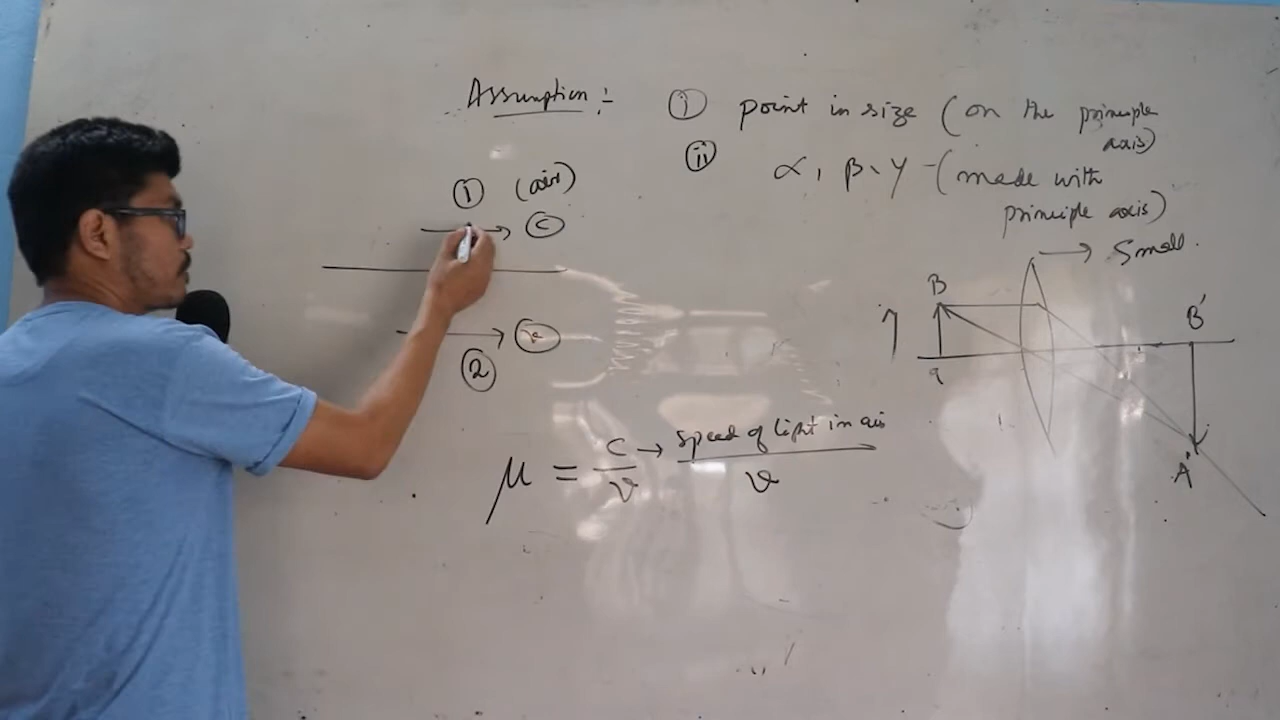 Assumption :-
(i) point in size (on the principle
axis)
(ii) α, β, γ - (made with
principle axis)
→ Small.
① (air)
→ c
→ v
②
B
a
B'
A'
μ = c/v → speed of light in air / v